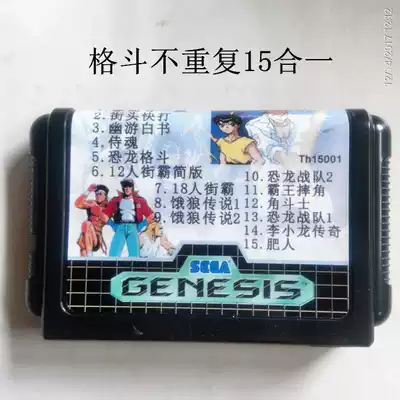 格斗不重复15合一
2. 街头快打
3. 幽游白书
4. 侍魂
5. 恐龙格斗
6. 12人街霸简版
7. 18人街霸
8. 饿狼传说1
9. 饿狼传说2
Th15001
10. 恐龙战队2
11. 霸王摔角
12. 角斗士
13. 恐龙战队1
14. 李小龙传奇
15. 肥人
SEGA
GENESIS